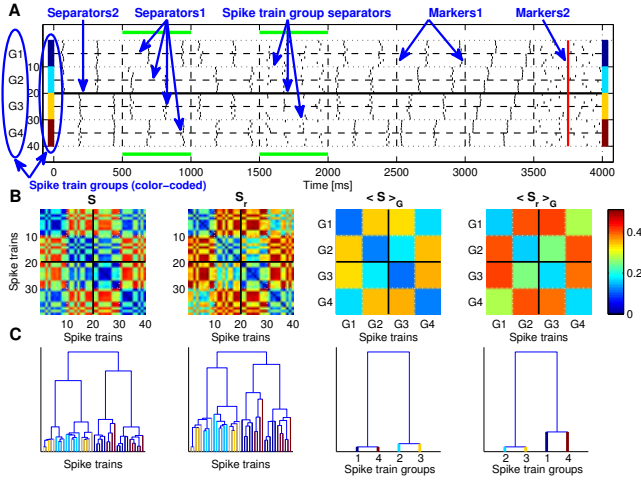 A
Separators2 Separators1 Spike train group separators Markers1 Markers2
G1
10
G2
20
G3
30
G4
40
0 500 1000 1500 2000 2500 3000 3500 4000
Time [ms]
Spike train groups (color-coded)
B
S S_r < S >_G < S_r >_G
Spike trains
10
20
30
10 20 30 40
Spike trains
10
20
30
10 20 30 40
Spike trains
G1
G2
G3
G4
G1 G2 G3 G4
G1
G2
G3
G4
G1 G2 G3 G4
0.4
0.2
0
C
Spike trains
Spike trains
1 4 2 3
Spike train groups
2 3 1 4
Spike train groups